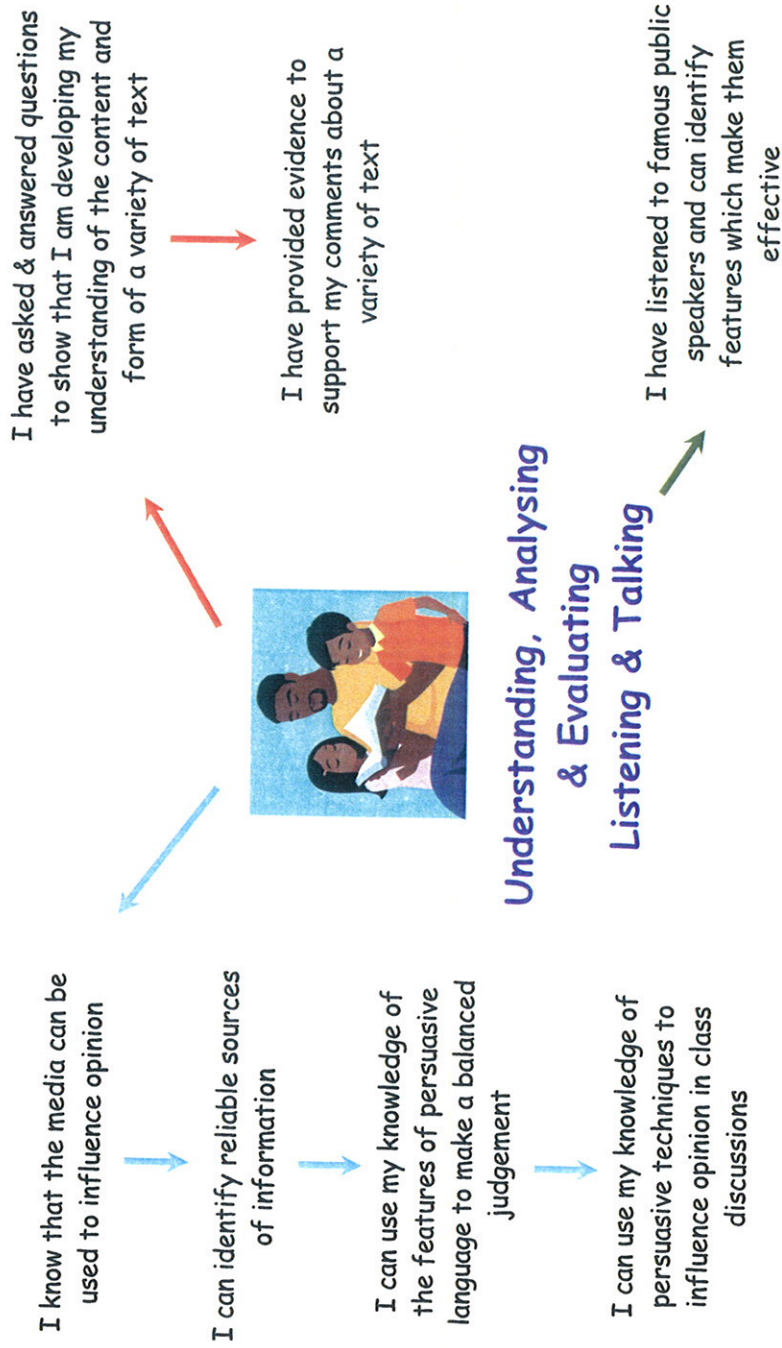 I know that the media can be
used to influence opinion
I can identify reliable sources
of information
I can use my knowledge of
the features of persuasive
language to make a balanced
judgement
I can use my knowledge of
persuasive techniques to
influence opinion in class
discussions
Understanding, Analysing
& Evaluating
Listening & Talking
I have asked & answered questions
to show that I am developing my
understanding of the content and
form of a variety of text
I have provided evidence to
support my comments about a
variety of text
I have listened to famous public
speakers and can identify
features which make them
effective